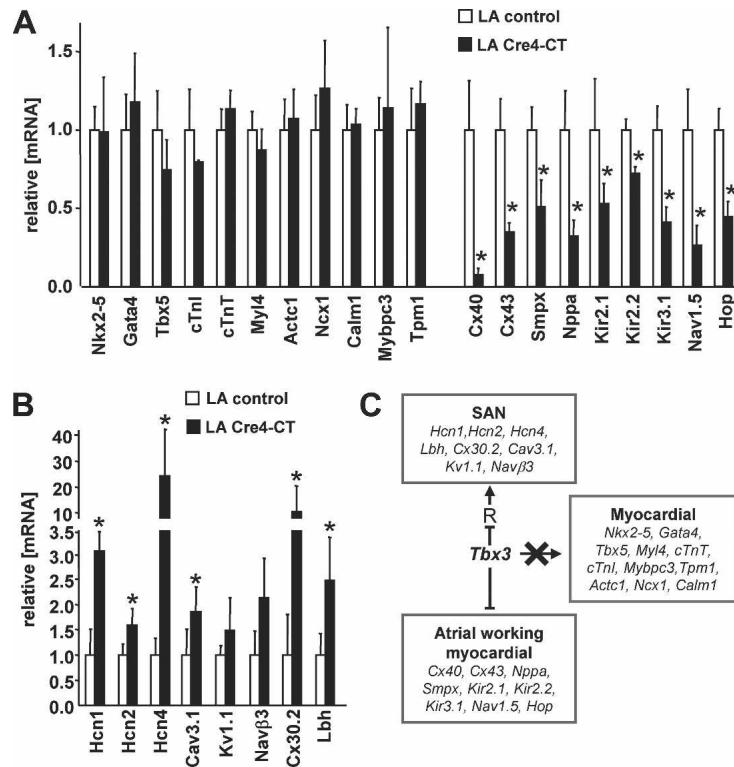 A
LA control
LA Cre4-CT
relative [mRNA]
1.5
1.0
0.5
0.0
*
*
*
*
*
*
*
*
*
Nkx2-5
Gata4
Tbx5
cTnI
cTnT
Myl4
Actc1
Ncx1
Calm1
Mybpc3
Tpm1
Cx40
Cx43
Smpx
Nppa
Kir2.1
Kir2.2
Kir3.1
Nav1.5
Hop
B
LA control
LA Cre4-CT
relative [mRNA]
40
30
20
10
3.5
3.0
2.5
2.0
1.5
1.0
0.5
0.0
*
*
*
*
*
*
Hcn1
Hcn2
Hcn4
Cav3.1
Kv1.1
Navβ3
Cx30.2
Lbh
C
SAN
Hcn1,Hcn2, Hcn4,
Lbh, Cx30.2, Cav3.1,
Kv1.1, Navβ3
R
Tbx3
Myocardial
Nkx2-5, Gata4,
Tbx5, Myl4, cTnT,
cTnI, Mybpc3,Tpm1,
Actc1, Ncx1, Calm1
Atrial working
myocardial
Cx40, Cx43, Nppa,
Smpx, Kir2.1, Kir2.2,
Kir3.1, Nav1.5, Hop